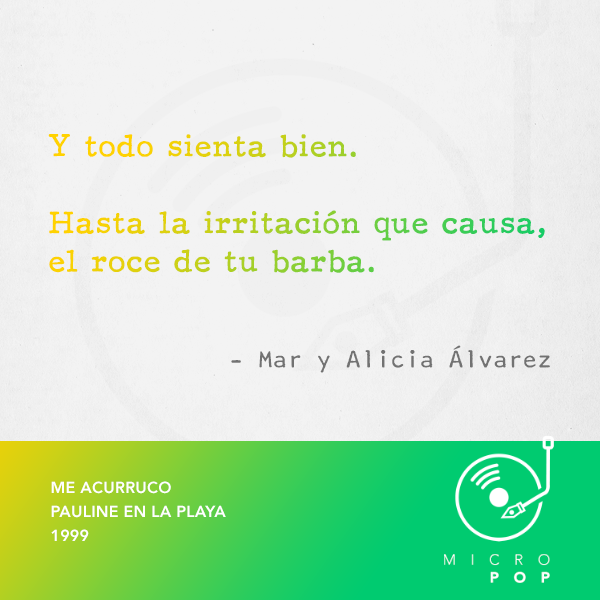 Y todo sienta bien.
Hasta la irritación que causa,
el roce de tu barba.
– Mar y Alicia Álvarez
ME ACURRUCO
PAULINE EN LA PLAYA
1999
MICRO
POP